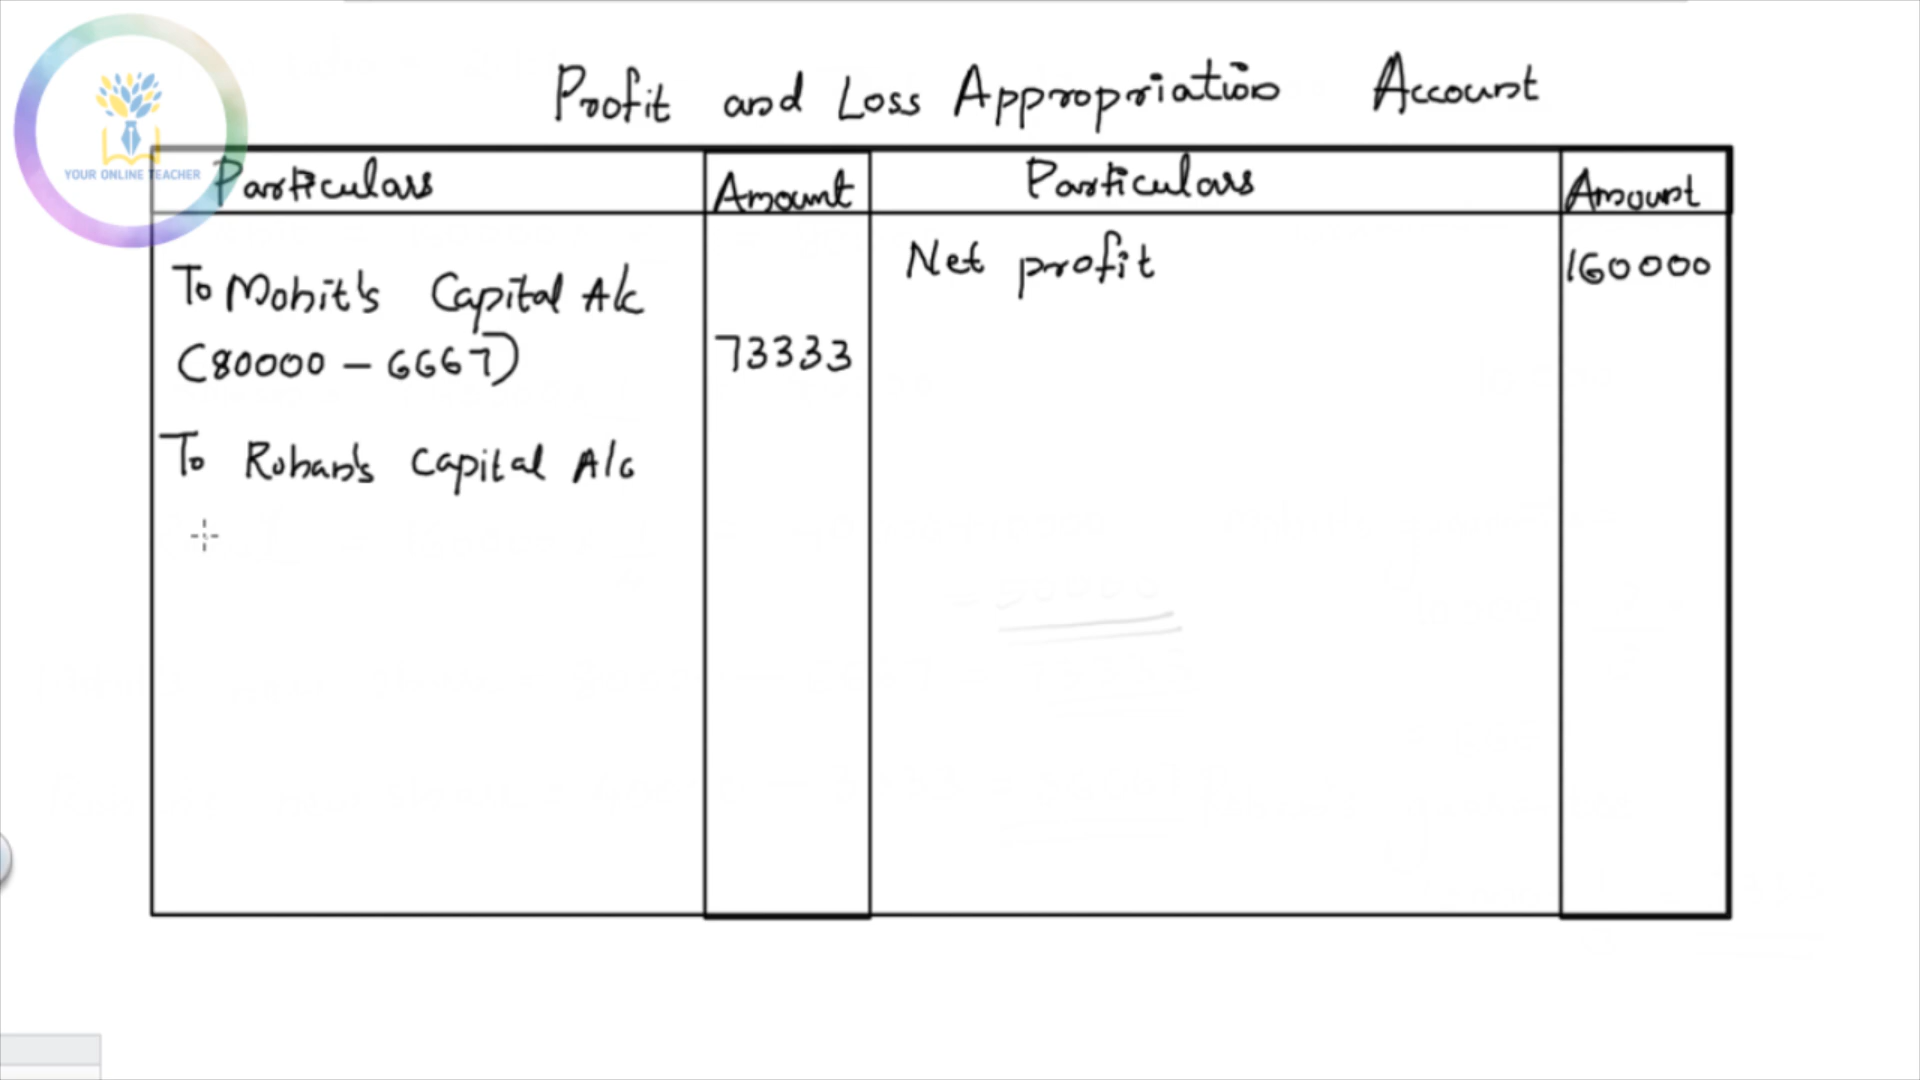 Profit and Loss Appropriation Account
YOUR ONLINE TEACHER
Particulars Amount Particulars Amount
To Mohit's Capital A/c
(80000 - 6667) 73333
To Rohan's Capital A/c
Net profit 160000
= 50000